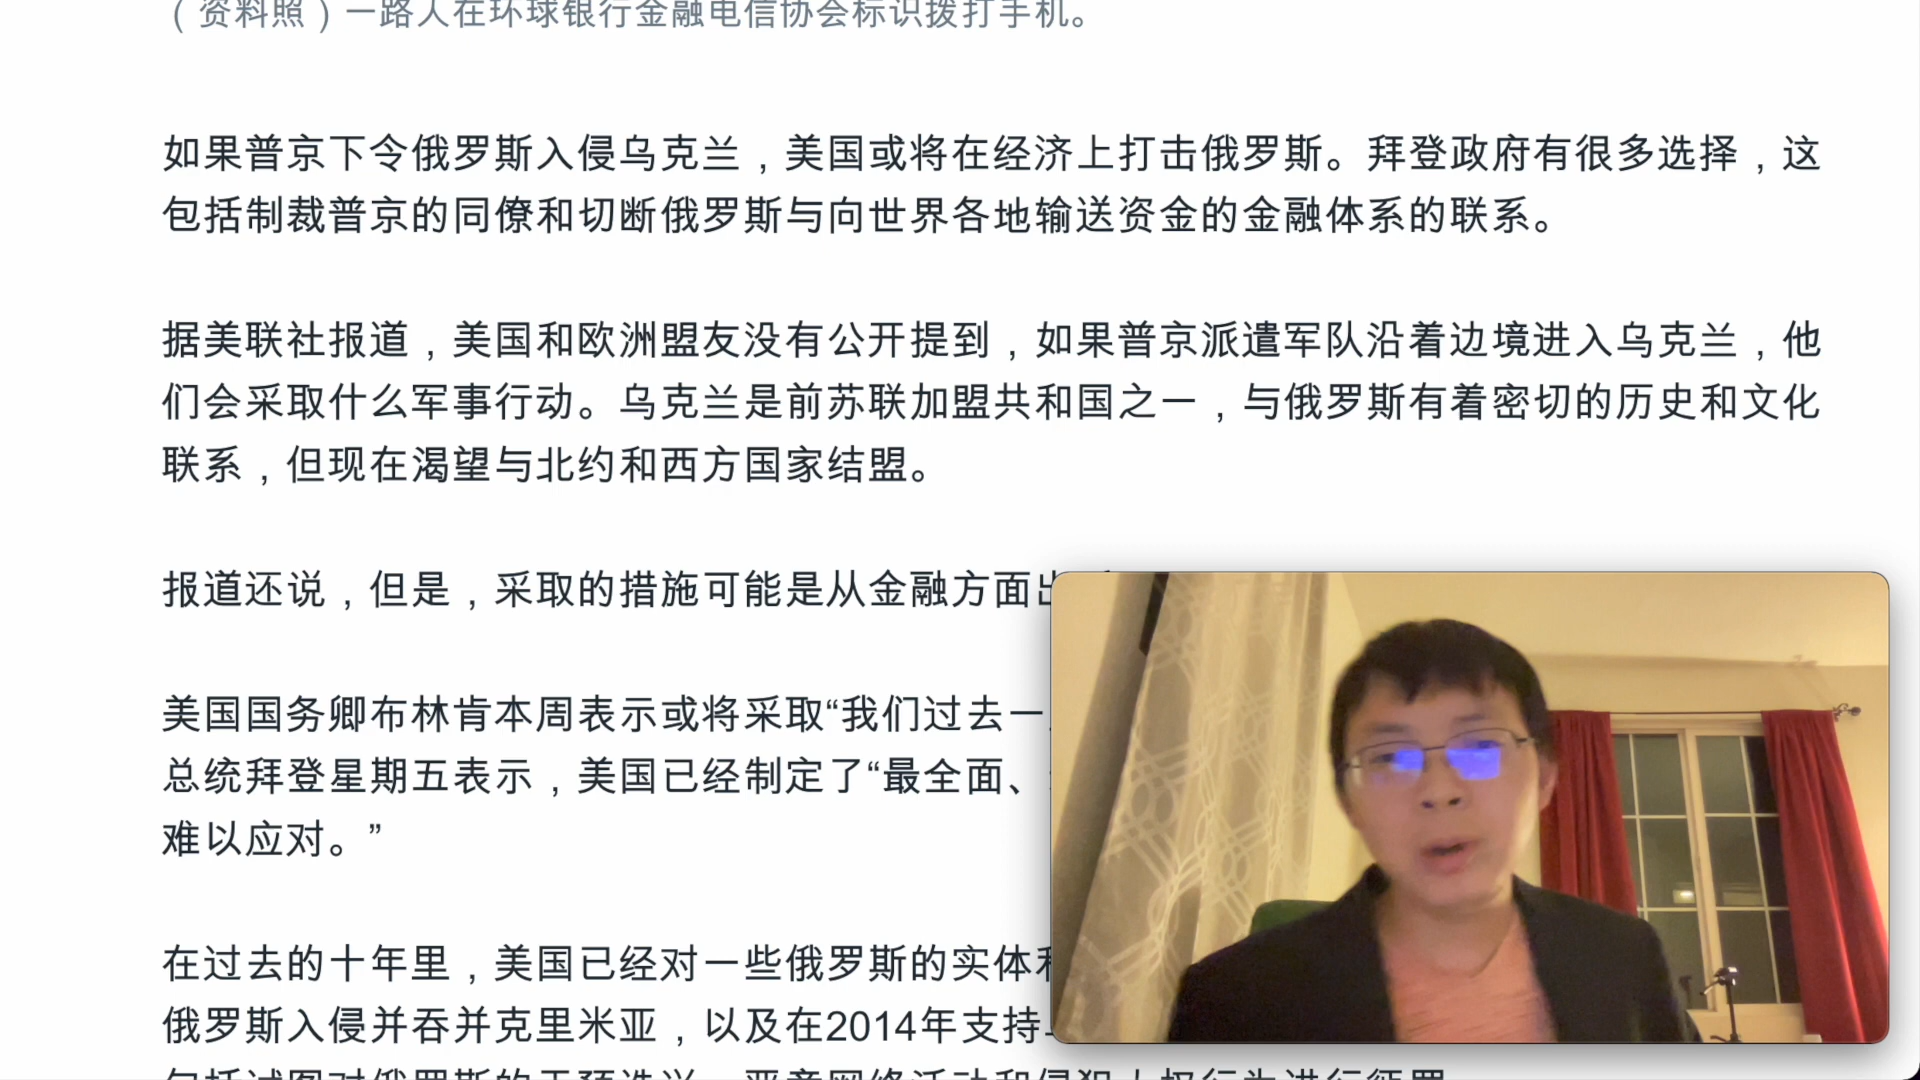 （资料照）一路人在环球银行金融电信协会标识拨打手机。
如果普京下令俄罗斯入侵乌克兰，美国或将在经济上打击俄罗斯。拜登政府有很多选择，这
包括制裁普京的同僚和切断俄罗斯与向世界各地输送资金的金融体系的联系。
据美联社报道，美国和欧洲盟友没有公开提到，如果普京派遣军队沿着边境进入乌克兰，他
们会采取什么军事行动。乌克兰是前苏联加盟共和国之一，与俄罗斯有着密切的历史和文化
联系，但现在渴望与北约和西方国家结盟。
报道还说，但是，采取的措施可能是从金融方面
美国国务卿布林肯本周表示或将采取“我们过去一
总统拜登星期五表示，美国已经制定了“最全面、
难以应对。”
在过去的十年里，美国已经对一些俄罗斯的实体
俄罗斯入侵并吞并克里米亚，以及在2014年支持